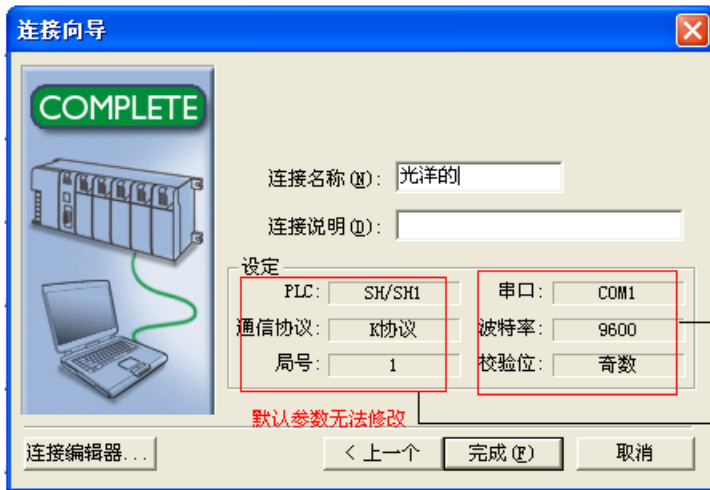 连接向导
COMPLETE
连接名称(N): 光洋的
连接说明(D):
设定
PLC: SH/SH1 串口: COM1
通信协议: K协议 波特率: 9600
局号: 1 校验位: 奇数
默认参数无法修改
连接编辑器... < 上一个 完成(F) 取消